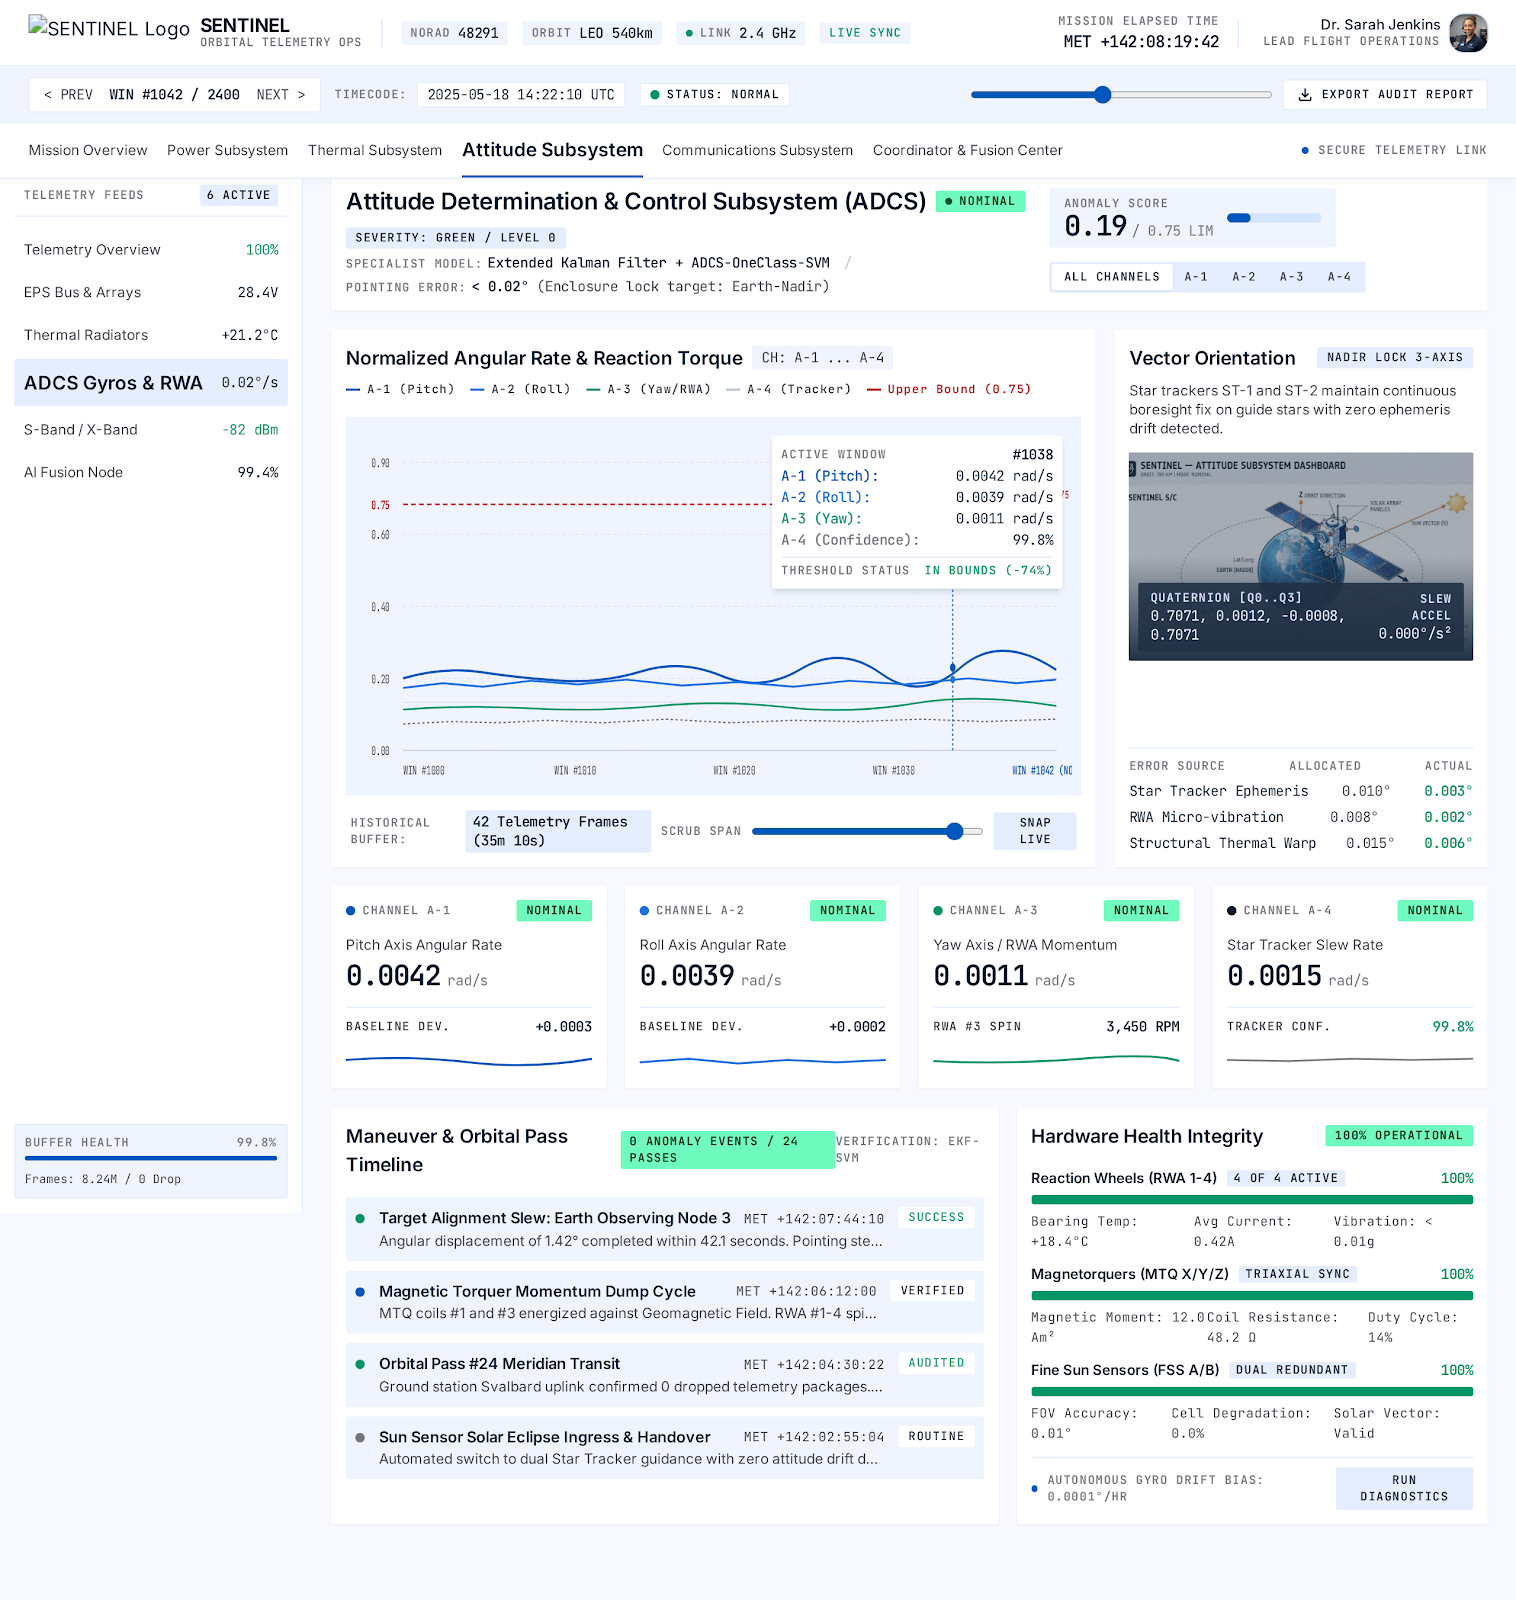 SENTINEL Logo
SENTINEL
ORBITAL TELEMETRY OPS
NORAD 48291
ORBIT LEO 540km
LINK 2.4 GHz
LIVE SYNC
MISSION ELAPSED TIME
MET +142:08:19:42
Dr. Sarah Jenkins
LEAD FLIGHT OPERATIONS
< PREV WIN #1042 / 2400 NEXT >
TIMECODE: 2025-05-18 14:22:10 UTC
STATUS: NORMAL
EXPORT AUDIT REPORT
Mission Overview
Power Subsystem
Thermal Subsystem
Attitude Subsystem
Communications Subsystem
Coordinator & Fusion Center
SECURE TELEMETRY LINK
TELEMETRY FEEDS 6 ACTIVE
Telemetry Overview 100%
EPS Bus & Arrays 28.4V
Thermal Radiators +21.2°C
ADCS Gyros & RWA 0.02°/s
S-Band / X-Band -82 dBm
AI Fusion Node 99.4%
BUFFER HEALTH 99.8%
Frames: 8.24M / 0 Drop
Attitude Determination & Control Subsystem (ADCS) NOMINAL
SEVERITY: GREEN / LEVEL 0
SPECIALIST MODEL: Extended Kalman Filter + ADCS-OneClass-SVM /
POINTING ERROR: < 0.02° (Enclosure lock target: Earth-Nadir)
ANOMALY SCORE
0.19 / 0.75 LIM
ALL CHANNELS A-1 A-2 A-3 A-4
Normalized Angular Rate & Reaction Torque CH: A-1 ... A-4
A-1 (Pitch) A-2 (Roll) A-3 (Yaw/RWA) A-4 (Tracker) Upper Bound (0.75)
0.90
0.75
0.60
0.40
0.20
0.00
ACTIVE WINDOW #1038
A-1 (Pitch): 0.0042 rad/s
A-2 (Roll): 0.0039 rad/s
A-3 (Yaw): 0.0011 rad/s
A-4 (Confidence): 99.8%
THRESHOLD STATUS IN BOUNDS (-74%)
75
WIN #1000 WIN #1010 WIN #1020 WIN #1030 WIN #1042 (NO
HISTORICAL BUFFER:
42 Telemetry Frames (35m 10s)
SCRUB SPAN
SNAP LIVE
Vector Orientation NADIR LOCK 3-AXIS
Star trackers ST-1 and ST-2 maintain continuous
boresight fix on guide stars with zero ephemeris
drift detected.
SENTINEL — ATTITUDE SUBSYSTEM DASHBOARD
SENTINEL S/C
Z ORBIT DIRECTION
SOLAR ARRAY PANELES
SUN VECTOR (S)
Lat/Long
EARTH (NADER)
QUATERNION [Q0..Q3]
0.7071, 0.0012, -0.0008,
0.7071
SLEW
ACCEL
0.000°/s²
ERROR SOURCE ALLOCATED ACTUAL
Star Tracker Ephemeris 0.010° 0.003°
RWA Micro-vibration 0.008° 0.002°
Structural Thermal Warp 0.015° 0.006°
CHANNEL A-1 NOMINAL
Pitch Axis Angular Rate
0.0042 rad/s
BASELINE DEV. +0.0003
CHANNEL A-2 NOMINAL
Roll Axis Angular Rate
0.0039 rad/s
BASELINE DEV. +0.0002
CHANNEL A-3 NOMINAL
Yaw Axis / RWA Momentum
0.0011 rad/s
RWA #3 SPIN 3,450 RPM
CHANNEL A-4 NOMINAL
Star Tracker Slew Rate
0.0015 rad/s
TRACKER CONF. 99.8%
Maneuver & Orbital Pass
Timeline
0 ANOMALY EVENTS / 24
PASSES
VERIFICATION: EKF-
SVM
Target Alignment Slew: Earth Observing Node 3 MET +142:07:44:10 SUCCESS
Angular displacement of 1.42° completed within 42.1 seconds. Pointing ste...
Magnetic Torquer Momentum Dump Cycle MET +142:06:12:00 VERIFIED
MTQ coils #1 and #3 energized against Geomagnetic Field. RWA #1-4 spi...
Orbital Pass #24 Meridian Transit MET +142:04:30:22 AUDITED
Ground station Svalbard uplink confirmed 0 dropped telemetry packages....
Sun Sensor Solar Eclipse Ingress & Handover MET +142:02:55:04 ROUTINE
Automated switch to dual Star Tracker guidance with zero attitude drift d...
Hardware Health Integrity 100% OPERATIONAL
Reaction Wheels (RWA 1-4) 4 OF 4 ACTIVE 100%
Bearing Temp: Avg Current: Vibration: <
+18.4°C 0.42A 0.01g
Magnetorquers (MTQ X/Y/Z) TRIAXIAL SYNC 100%
Magnetic Moment: 12.0 Coil Resistance: Duty Cycle:
Am² 48.2 Ω 14%
Fine Sun Sensors (FSS A/B) DUAL REDUNDANT 100%
FOV Accuracy: Cell Degradation: Solar Vector:
0.01° 0.0% Valid
AUTONOMOUS GYRO DRIFT BIAS:
0.0001°/HR
RUN
DIAGNOSTICS